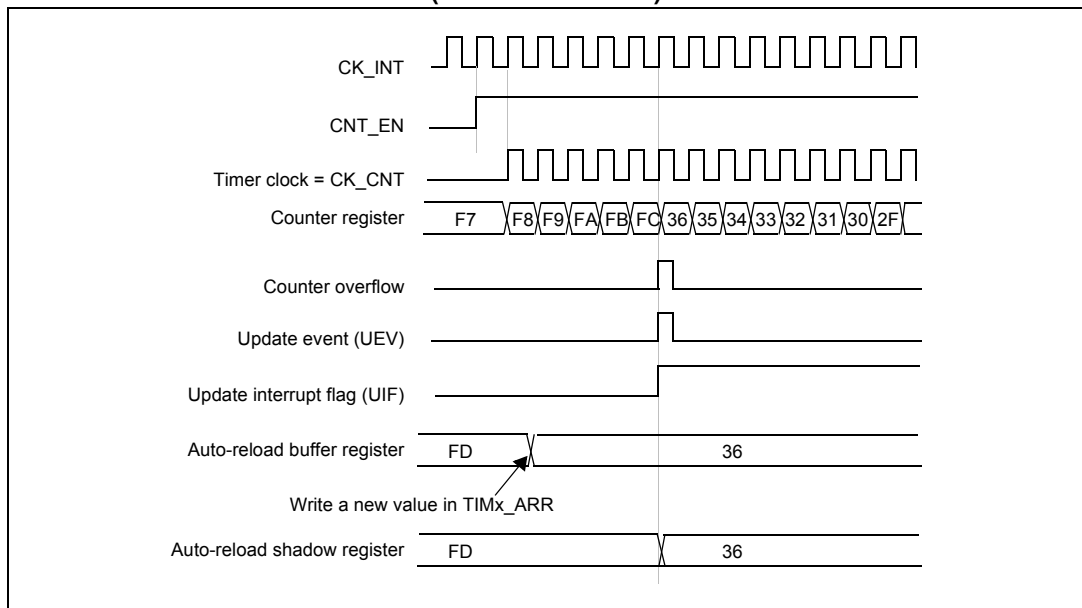 CK_INT
CNT_EN
Timer clock = CK_CNT
Counter register F7 F8 F9 FA FB FC 36 35 34 33 32 31 30 2F
Counter overflow
Update event (UEV)
Update interrupt flag (UIF)
Auto-reload buffer register FD 36
Write a new value in TIMx_ARR
Auto-reload shadow register FD 36